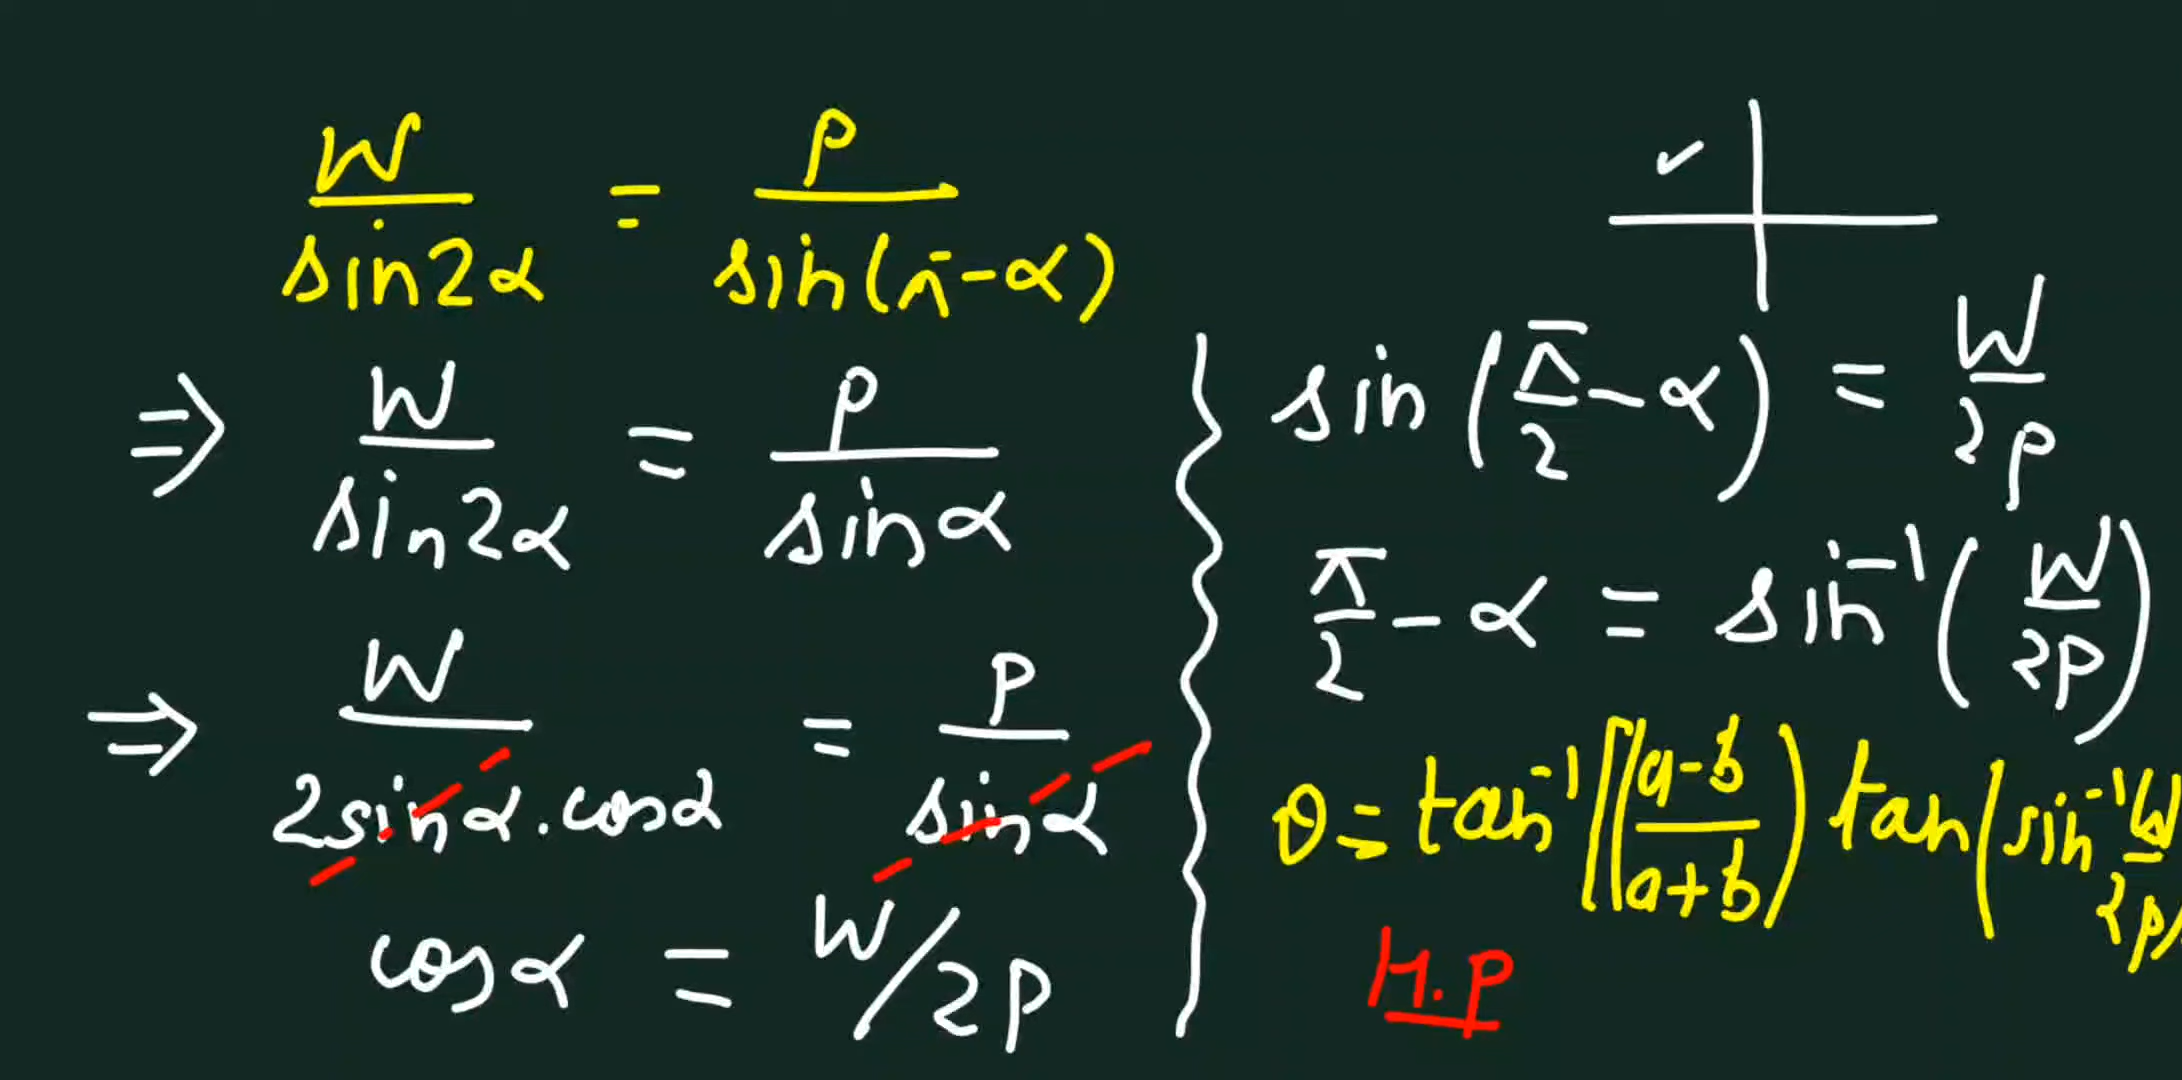 W/sin2α = P/sin(π-α)
⇒ W/sin2α = P/sinα
⇒ W/2sinα.cosα = P/sinα
cosα = W/2P
sin(π/2-α) = W/2P
π/2-α = sin⁻¹(W/2P)
θ = tan⁻¹[(a-b/a+b) tan(sin⁻¹W/2P)
H.P